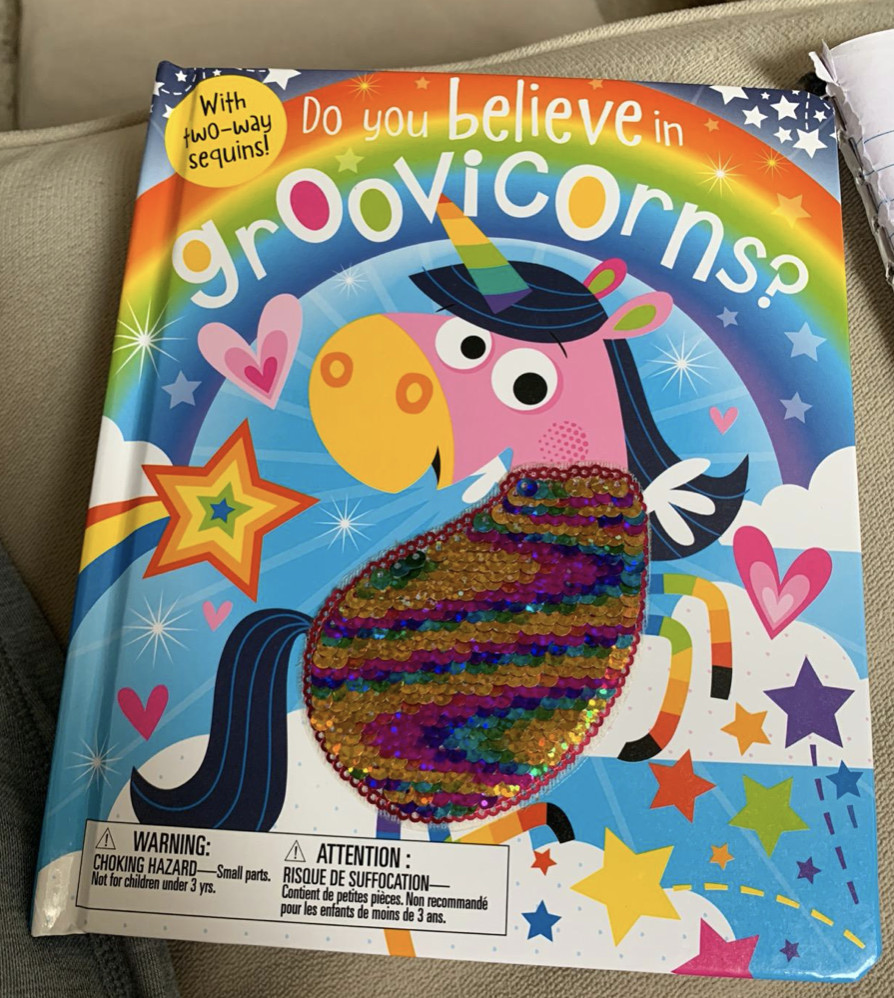 With
two-way
sequins!
Do you believe in
groovicorns?
WARNING:
CHOKING HAZARD—Small parts.
Not for children under 3 yrs.
ATTENTION :
RISQUE DE SUFFOCATION—
Contient de petites pièces. Non recommandé
pour les enfants de moins de 3 ans.